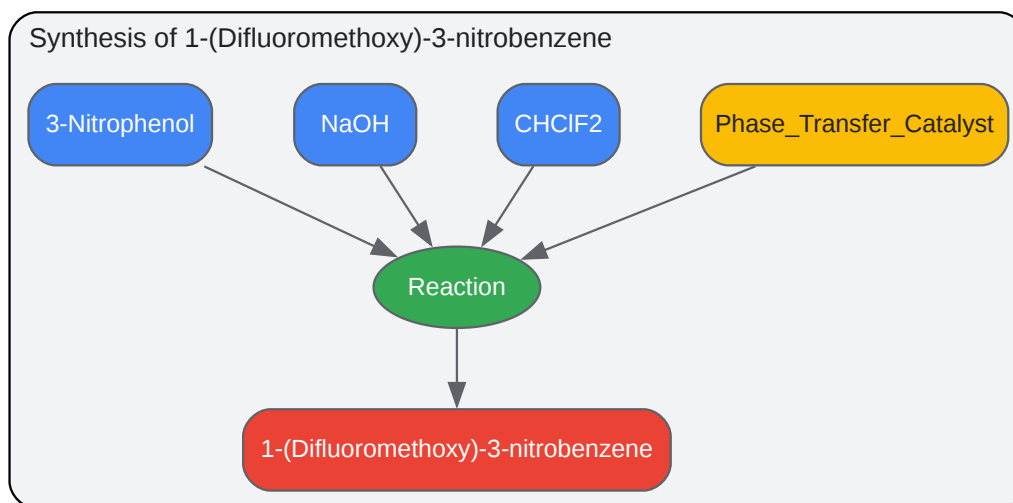 Synthesis of 1-(Difluoromethoxy)-3-nitrobenzene
3-Nitrophenol
NaOH
CHClF2
Phase_Transfer_Catalyst
Reaction
1-(Difluoromethoxy)-3-nitrobenzene